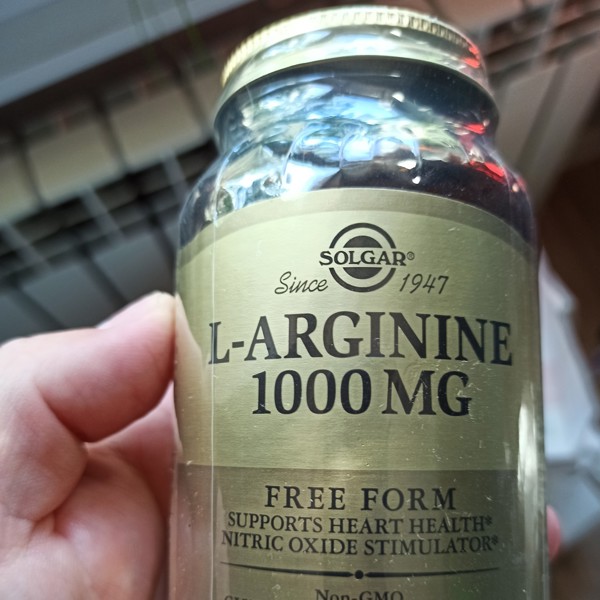 SOLGAR®
Since 1947
L-ARGININE
1000 MG
FREE FORM
SUPPORTS HEART HEALTH*
NITRIC OXIDE STIMULATOR*
Non-GMO